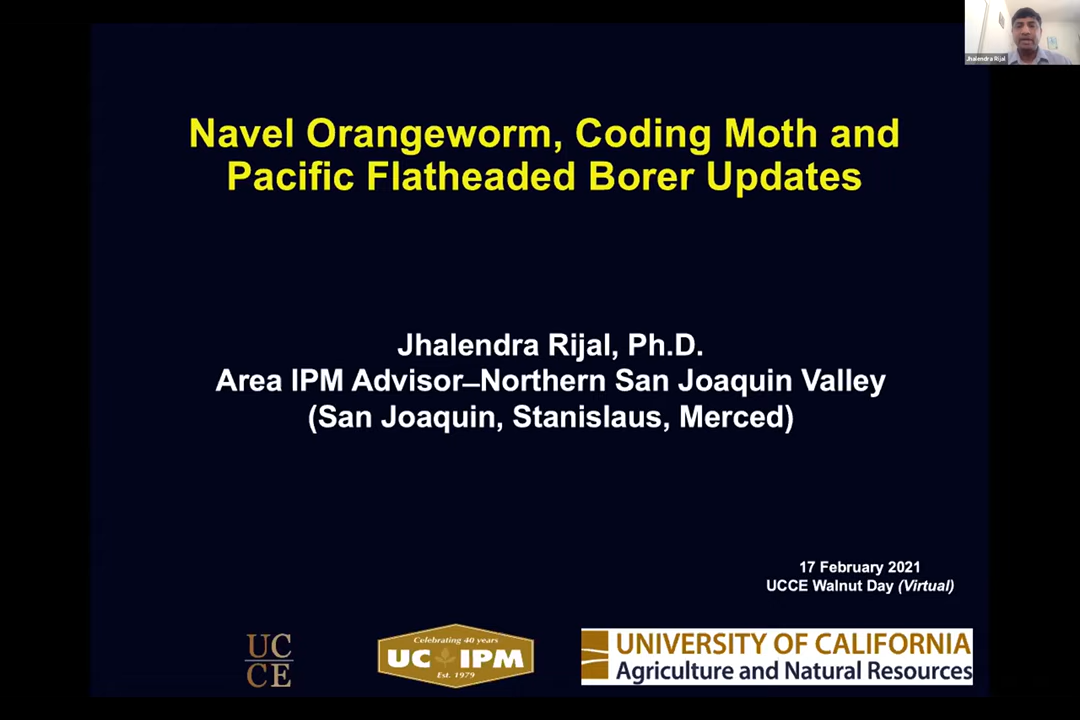 Jhalendra Rijal
Navel Orangeworm, Coding Moth and
Pacific Flatheaded Borer Updates
Jhalendra Rijal, Ph.D.
Area IPM Advisor–Northern San Joaquin Valley
(San Joaquin, Stanislaus, Merced)
17 February 2021
UCCE Walnut Day (Virtual)
UC
CE
Celebrating 40 years
UC IPM
Est. 1979
UNIVERSITY OF CALIFORNIA
Agriculture and Natural Resources